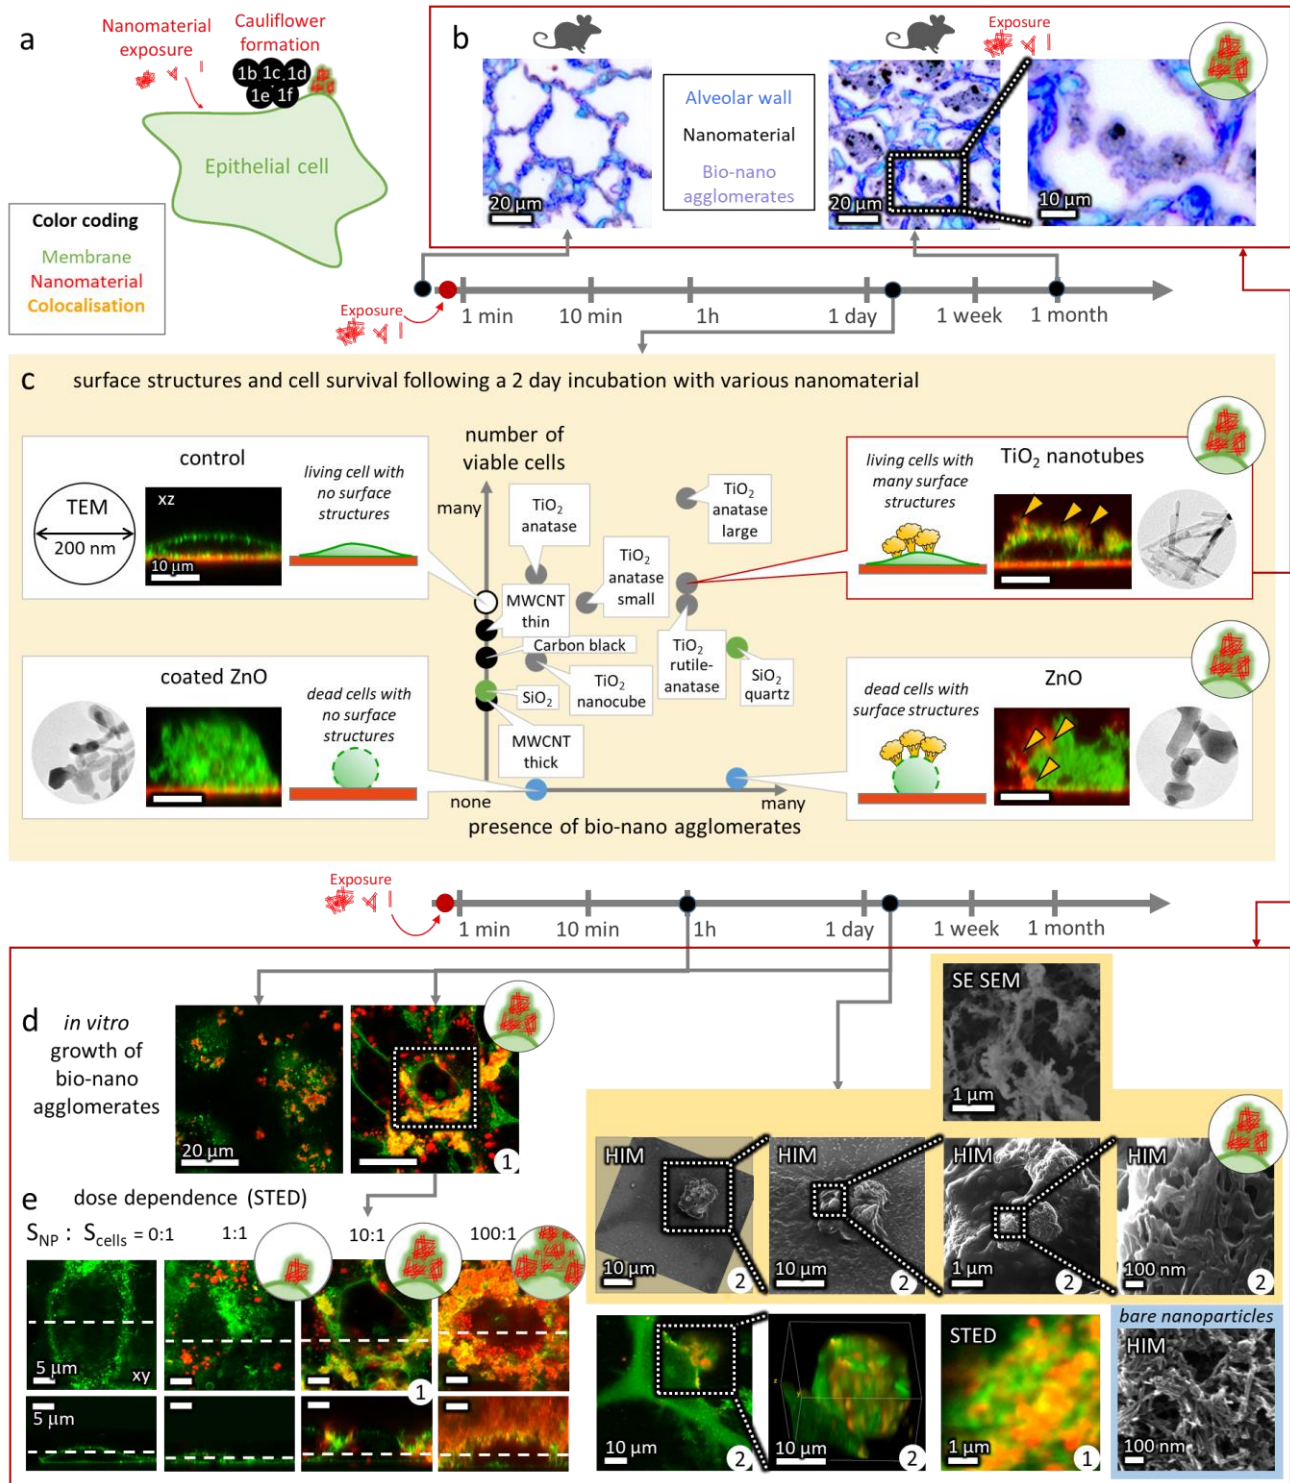 a
Nanomaterial
exposure
Cauliflower
formation
1b
1c
1d
1e
1f
Epithelial cell
Color coding
Membrane
Nanomaterial
Colocalisation
b
Exposure
20 µm
Alveolar wall
Nanomaterial
Bio-nano
agglomerates
20 µm
10 µm
Exposure
1 min
10 min
1h
1 day
1 week
1 month
c
surface structures and cell survival following a 2 day incubation with various nanomaterial
control
TEM
200 nm
xz
10 µm
living cell with
no surface
structures
number of
viable cells
many
TiO2
anatase
TiO2
anatase
large
TiO2
anatase
small
MWCNT
thin
Carbon black
TiO2
rutile-
anatase
SiO2
quartz
SiO2
TiO2
nanocube
MWCNT
thick
none
many
presence of bio-nano agglomerates
living cells with
many surface
structures
TiO2 nanotubes
coated ZnO
dead cells with
no surface
structures
dead cells with
surface structures
ZnO
Exposure
1 min
10 min
1h
1 day
1 week
1 month
d
in vitro
growth of
bio-nano
agglomerates
20 µm
1
SE SEM
1 µm
HIM
10 µm
2
HIM
10 µm
2
HIM
1 µm
2
HIM
100 nm
2
e
dose dependence (STED)
SNP : Scells = 0:1
1:1
10:1
100:1
5 µm
xy
1
5 µm
10 µm
2
10 µm
z
y
2
STED
1 µm
1
bare nanoparticles
HIM
100 nm